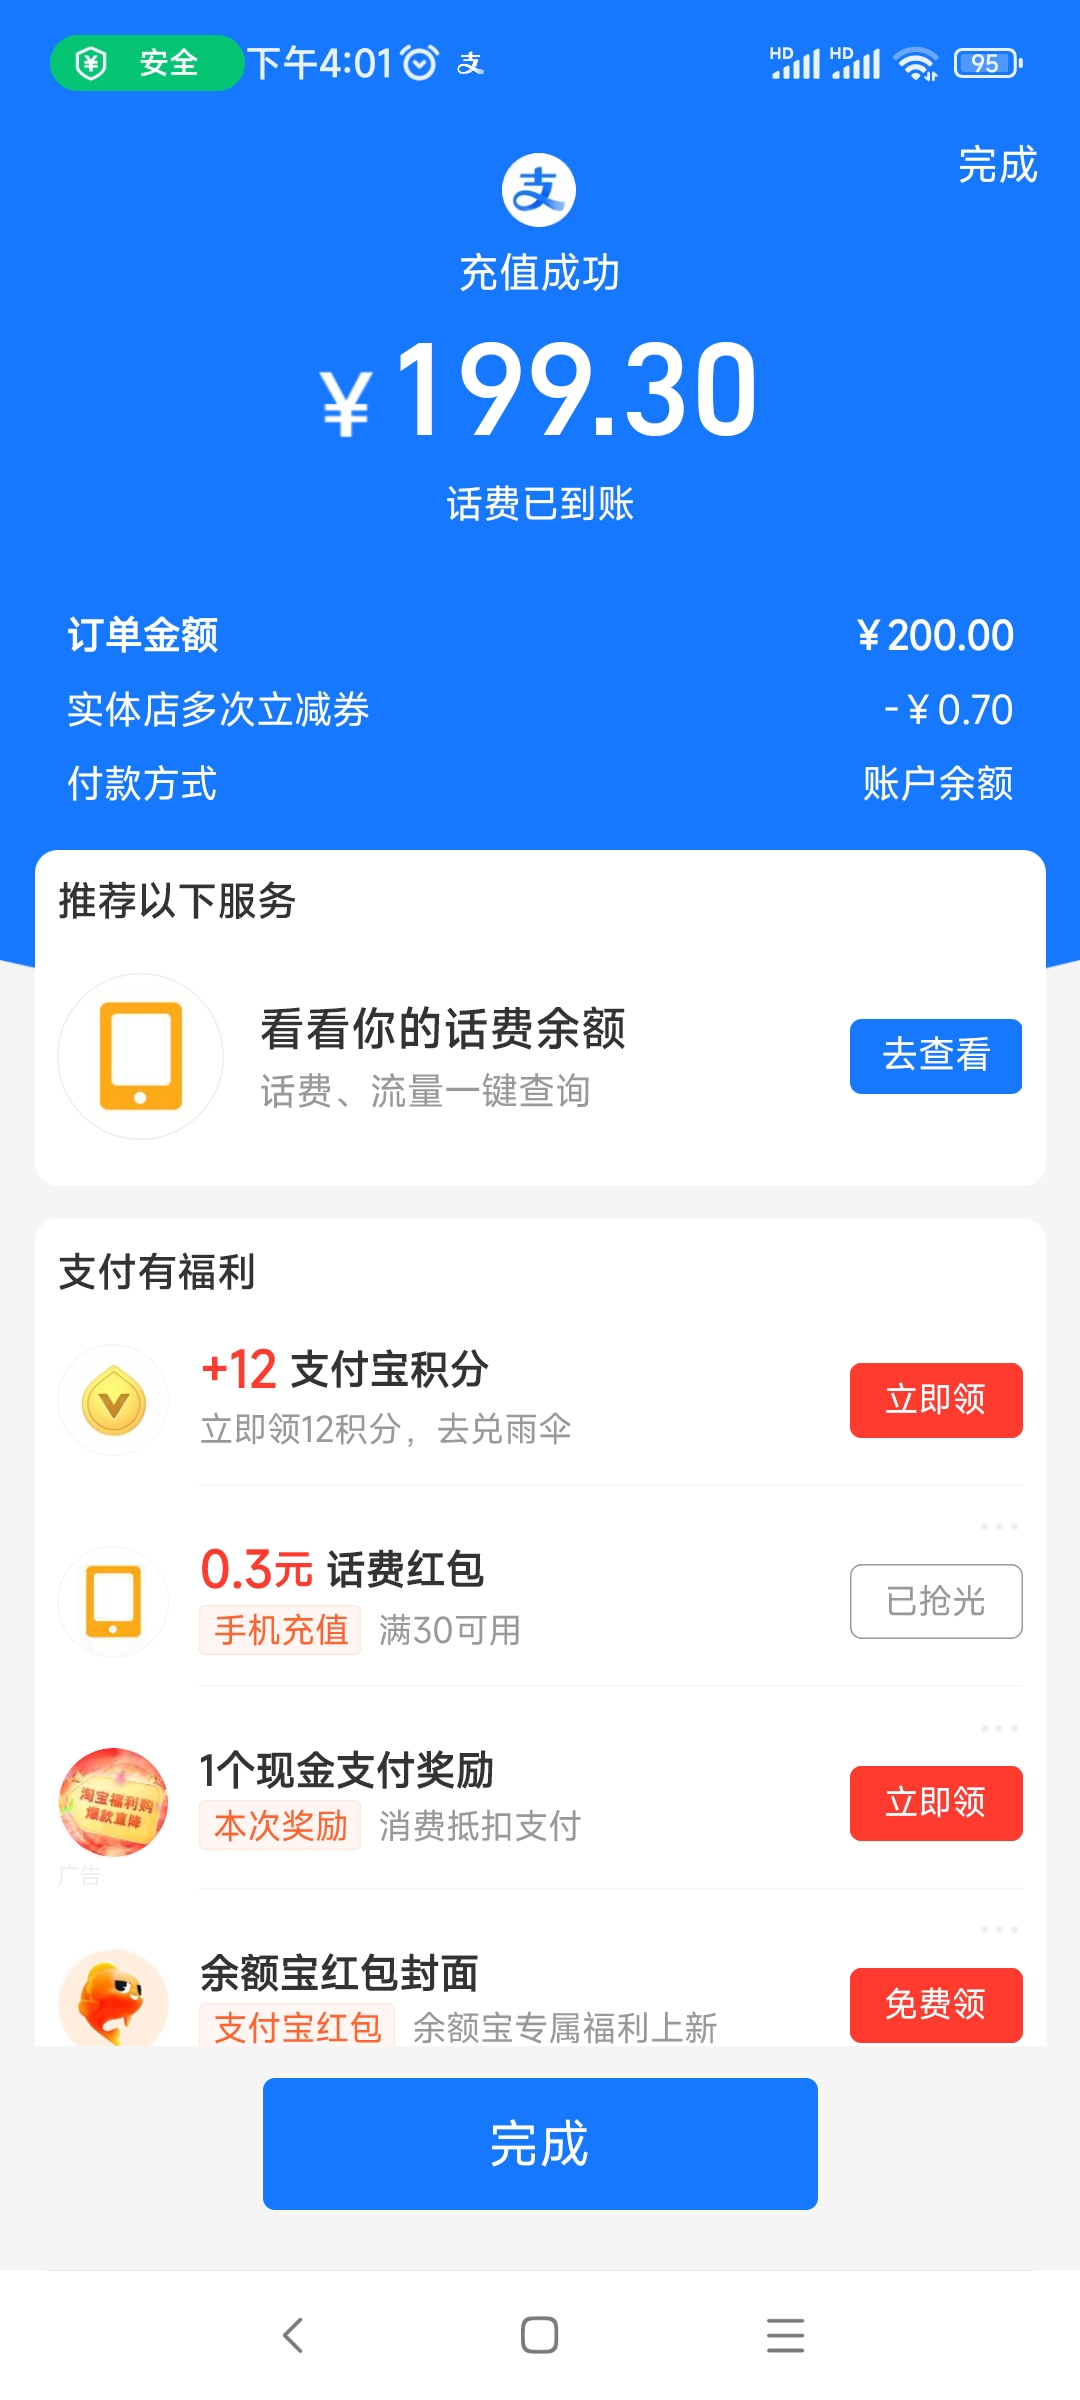 安全 下午4:01 支 HD HD 95
完成
支
充值成功
¥199.30
话费已到账
订单金额 ¥200.00
实体店多次立减券 -¥0.70
付款方式 账户余额
推荐以下服务
看看你的话费余额
话费、流量一键查询
去查看
支付有福利
+12 支付宝积分
立即领12积分，去兑雨伞
立即领
0.3元 话费红包
手机充值 满30可用
已抢光
淘宝福利购
爆款直降
1个现金支付奖励
本次奖励 消费抵扣支付
立即领
广告
余额宝红包封面
支付宝红包 余额宝专属福利上新
免费领
完成